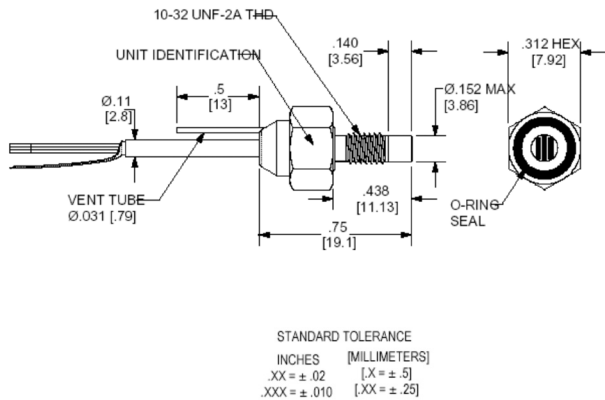 10-32 UNF-2A THD
UNIT IDENTIFICATION
.140
[3.56]
.312 HEX
[7.92]
.5
[13]
Ø.152 MAX
[3.86]
Ø.11
[2.8]
VENT TUBE
Ø.031 [.79]
.438
[11.13]
O-RING
SEAL
.75
[19.1]
STANDARD TOLERANCE
INCHES [MILLIMETERS]
.XX = ± .02 [.X = ± .5]
.XXX = ± .010 [.XX = ± .25]